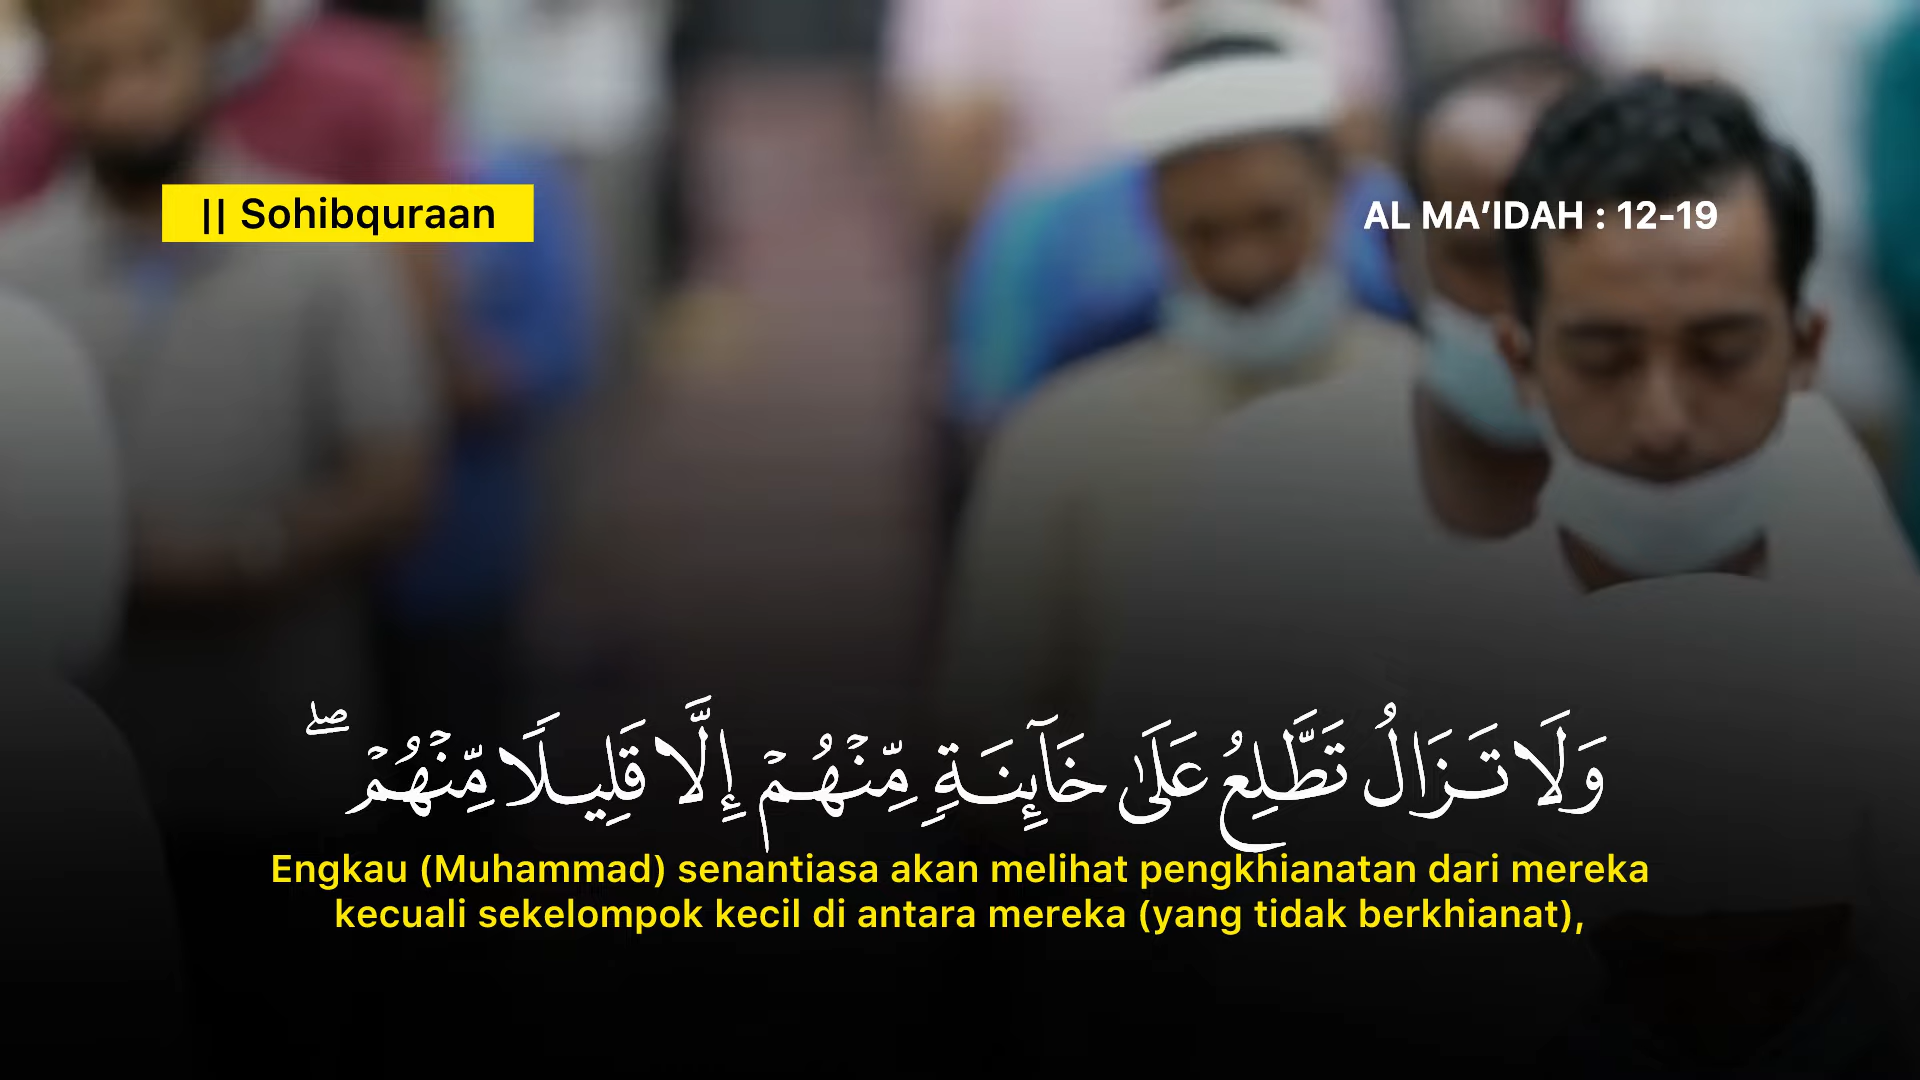 || Sohibquraan
AL MA’IDAH : 12-19
وَلَا تَزَالُ تَطَّلِعُ عَلَىٰ خَآئِنَةٍ مِّنْهُمْ إِلَّا قَلِيلًا مِّنْهُمْ ۖ
Engkau (Muhammad) senantiasa akan melihat pengkhianatan dari mereka
kecuali sekelompok kecil di antara mereka (yang tidak berkhianat),